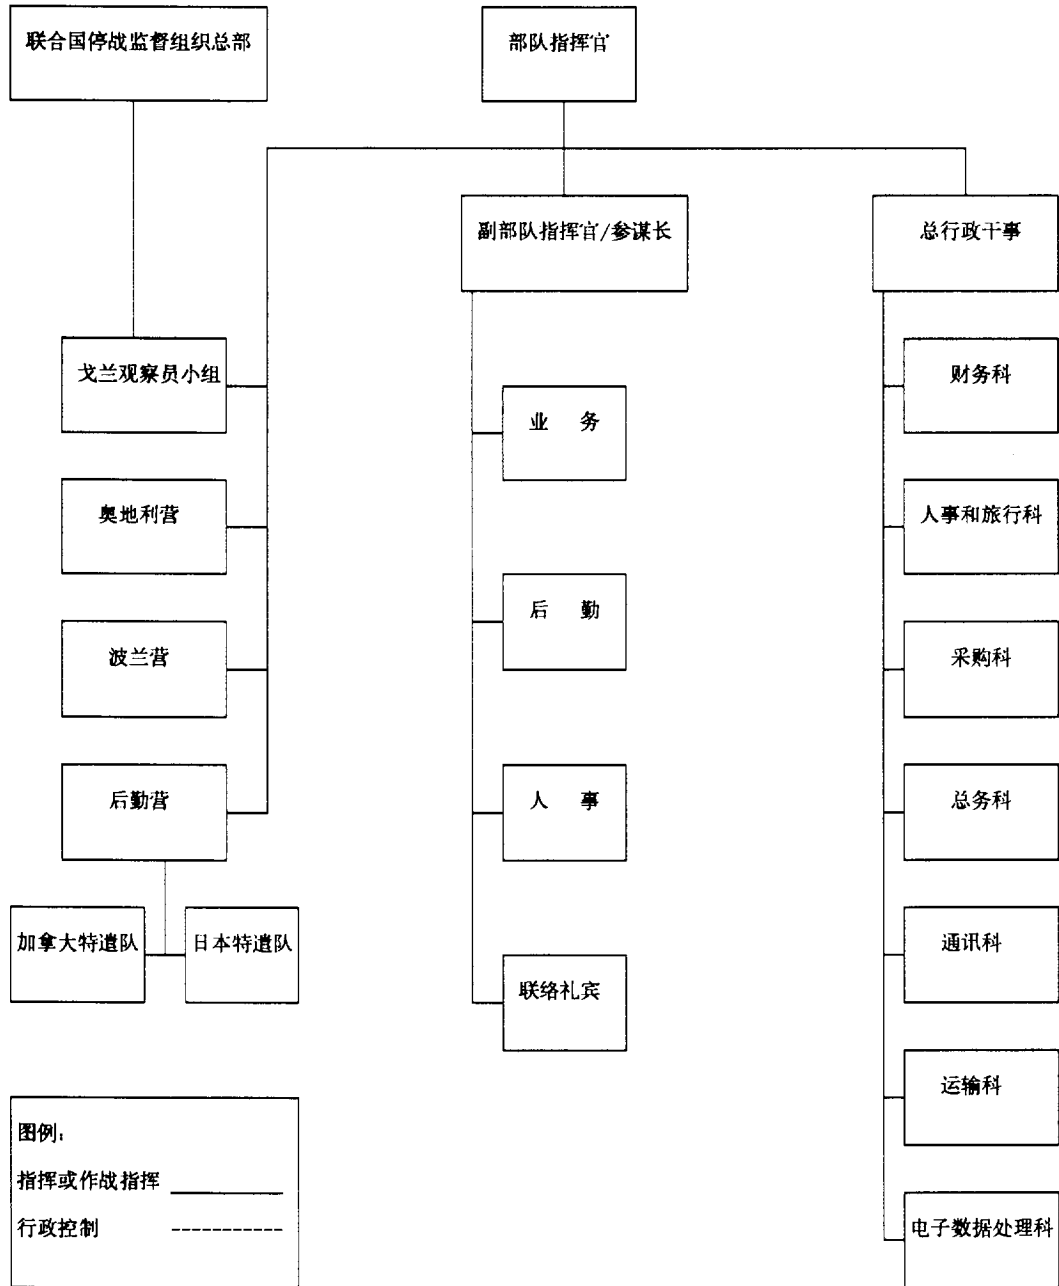 联合国停战监督组织总部
部队指挥官
副部队指挥官/参谋长
总行政干事
戈兰观察员小组
财务科
业 务
奥地利营
人事和旅行科
后 勤
波兰营
采购科
后勤营
人 事
总务科
加拿大特遣队
日本特遣队
通讯科
联络礼宾
运输科
图例:
指挥或作战指挥
行政控制
电子数据处理科